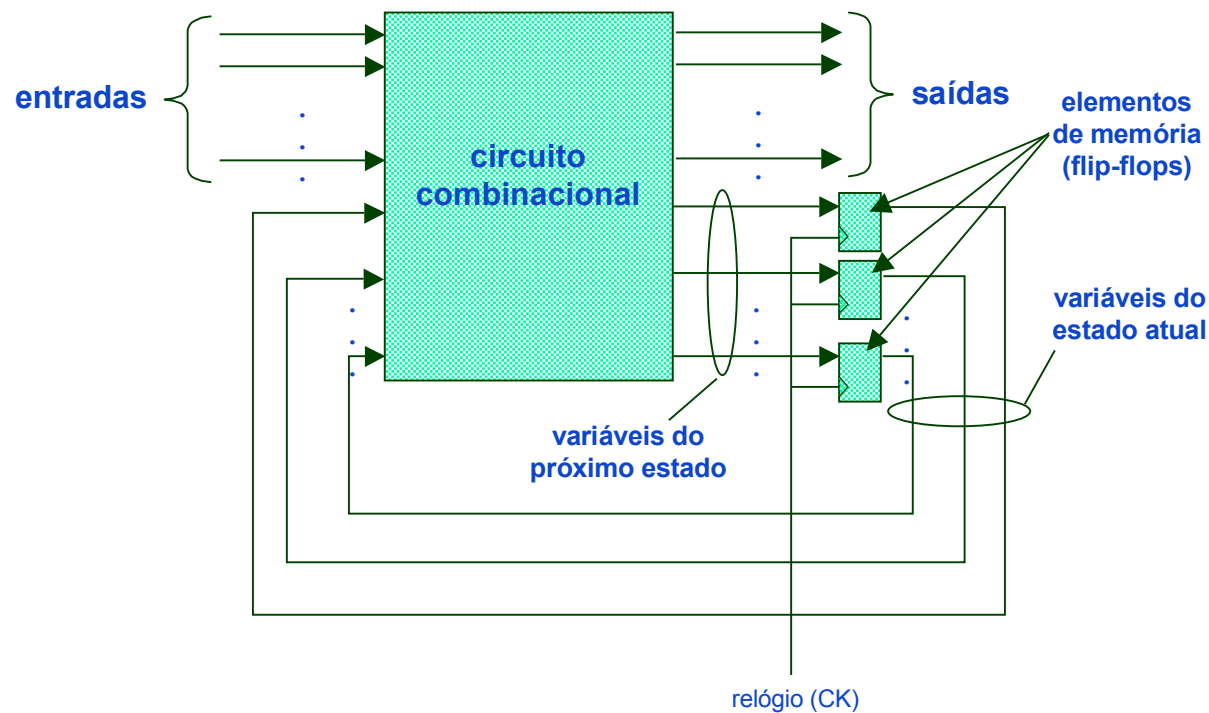 entradas
circuito
combinacional
saídas
elementos
de memória
(flip-flops)
variáveis do
estado atual
variáveis do
próximo estado
relógio (CK)